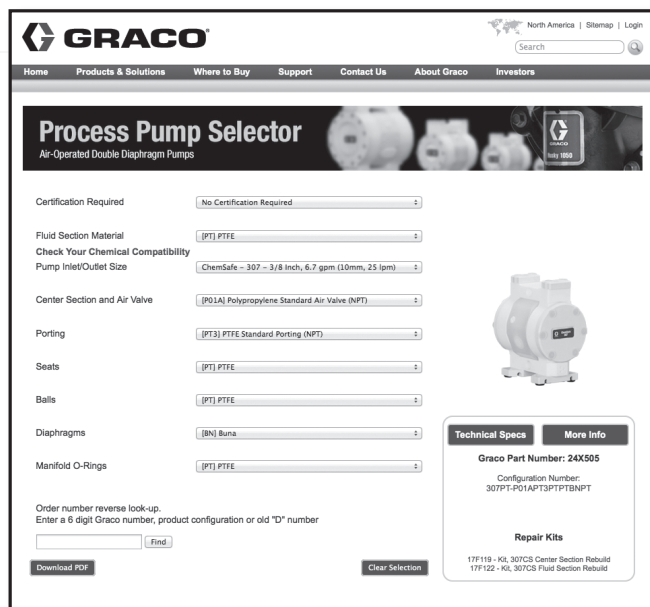 GRACO
North America | Sitemap | Login
Search
Home Products & Solutions Where to Buy Support Contact Us About Graco Investors
Process Pump Selector
Air-Operated Double Diaphragm Pumps
GRACO
Husky 1050
Certification Required No Certification Required
Fluid Section Material [PT] PTFE
Check Your Chemical Compatibility
Pump Inlet/Outlet Size ChemSafe – 307 – 3/8 Inch, 6.7 gpm (10mm, 25 lpm)
Center Section and Air Valve [P01A] Polypropylene Standard Air Valve (NPT)
Porting [PT3] PTFE Standard Porting (NPT)
Seats [PT] PTFE
Balls [PT] PTFE
Diaphragms [BN] Buna
Manifold O-Rings [PT] PTFE
Order number reverse look-up.
Enter a 6 digit Graco number, product configuration or old "D" number
Find
Download PDF Clear Selection
Technical Specs More Info
Graco Part Number: 24X505
Configuration Number:
307PT-P01APT3PTPTBNPT
Repair Kits
17F119 - Kit, 307CS Center Section Rebuild
17F122 - Kit, 307CS Fluid Section Rebuild